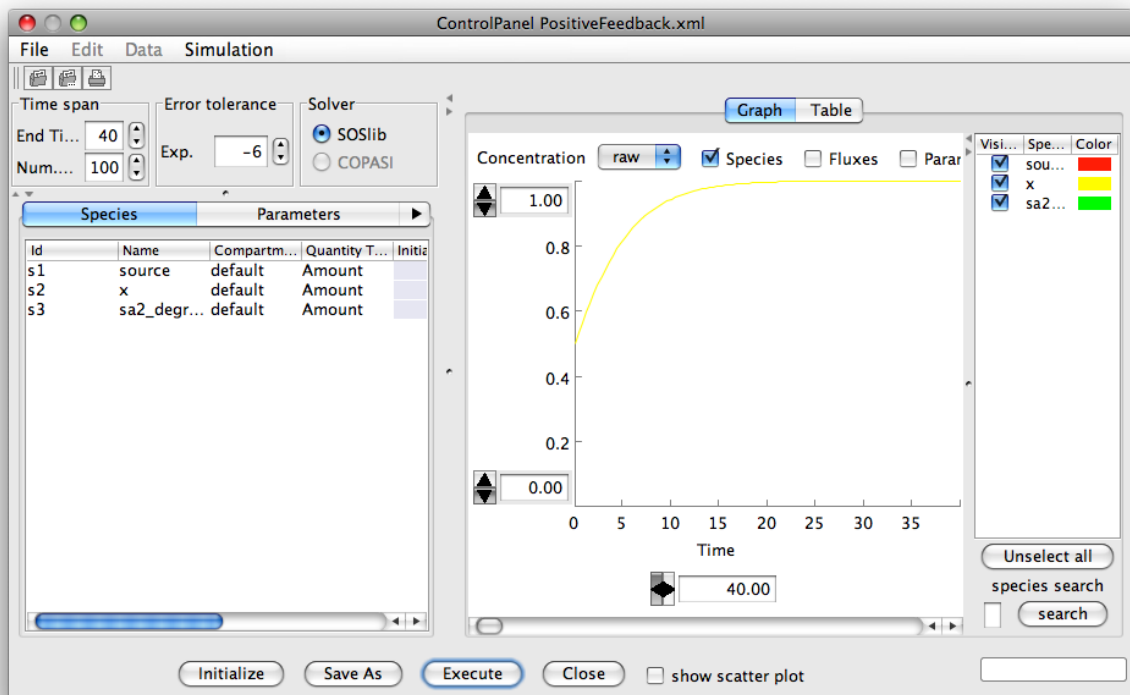 ControlPanel PositiveFeedback.xml
File Edit Data Simulation
Time span
End Ti... 40
Num.... 100
Error tolerance
Exp. -6
Solver
SOSlib
COPASI
Species Parameters
Id Name Compartm... Quantity T... Initia
s1 source default Amount
s2 x default Amount
s3 sa2_degr... default Amount
Graph Table
Concentration raw Species Fluxes Parar
1.00
0.8
0.6
0.4
0.2
0.00
0 5 10 15 20 25 30 35
Time
40.00
Visi... Spe... Color
sou...
x
sa2...
Unselect all
species search
search
Initialize Save As Execute Close show scatter plot